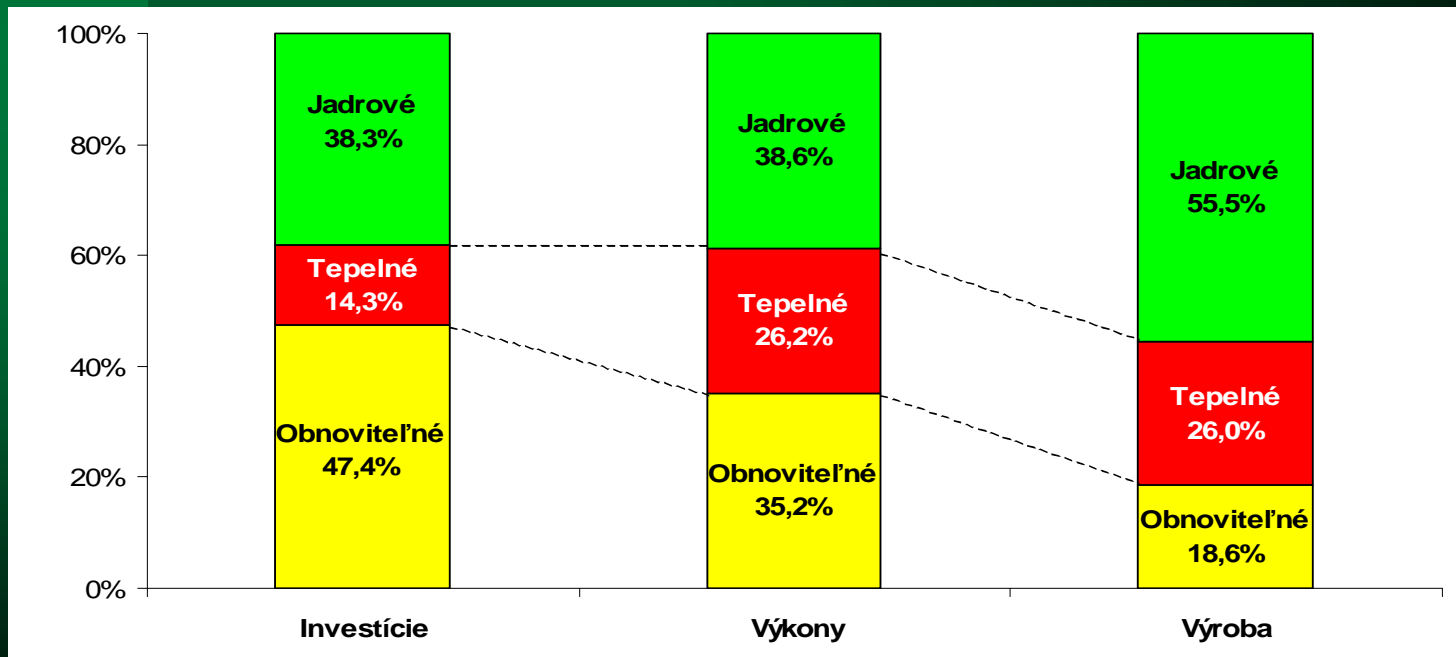 100%
80%
60%
40%
20%
0%
Jadrové
38,3%
Tepelné
14,3%
Obnoviteľné
47,4%
Jadrové
38,6%
Tepelné
26,2%
Obnoviteľné
35,2%
Jadrové
55,5%
Tepelné
26,0%
Obnoviteľné
18,6%
Investície
Výkony
Výroba